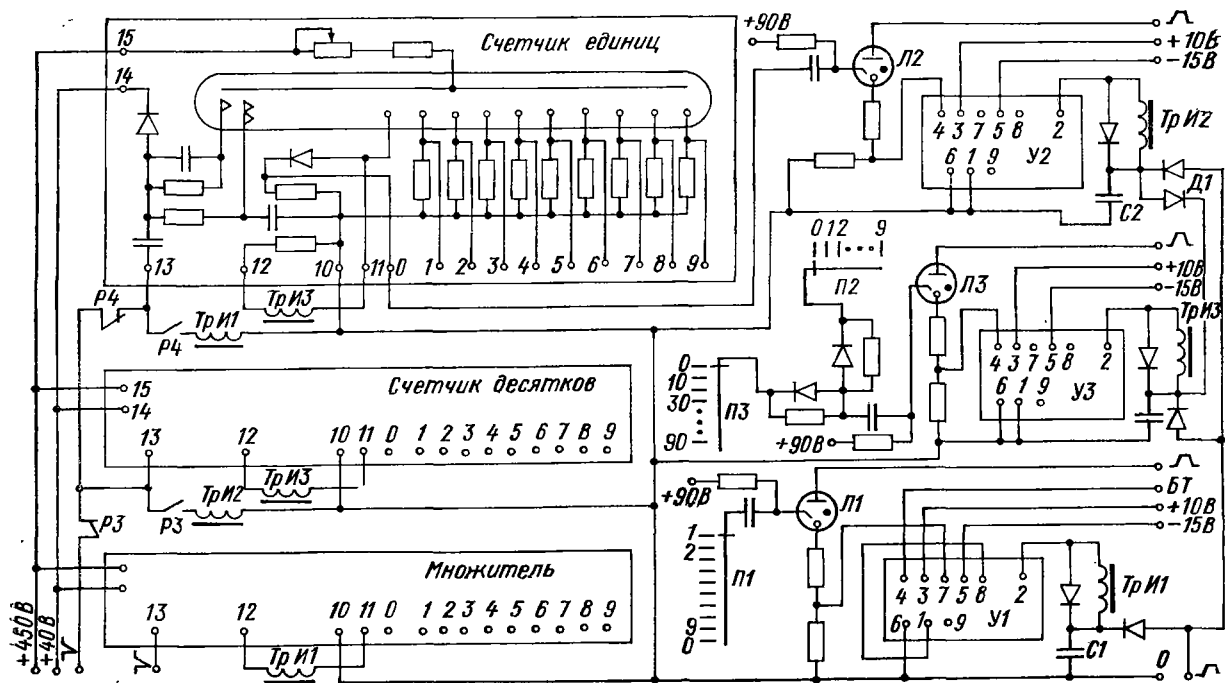 15
Счетчик единиц
14
13
12
10
11
0
1 2 3 4 5 6 7 8 9
Р4
Р4
ТрИ1
ТрИ3
+90В
Л2
+10В
-15В
4 3 7 5 8 2
6 1 9
У2
ТрИ2
С2
Д1
0 1 2 9
П2
Л3
+10В
-15В
4 3 7 5 8 2
6 1 9
У3
ТрИ3
0
10
30
90
П3
+90В
Счетчик десятков
15
14
13 12 10 11 0 1 2 3 4 5 6 7 8 9
Р3
ТрИ2
ТрИ3
Р3
+90В
Л1
БТ
+10В
-15В
1
2
9
0
П1
4 3 7 5 8 2
6 1 9
У1
ТрИ1
С1
0
Множитель
13 12 10 11 0 1 2 3 4 5 6 7 8 9
ТрИ1
+450В
+40В